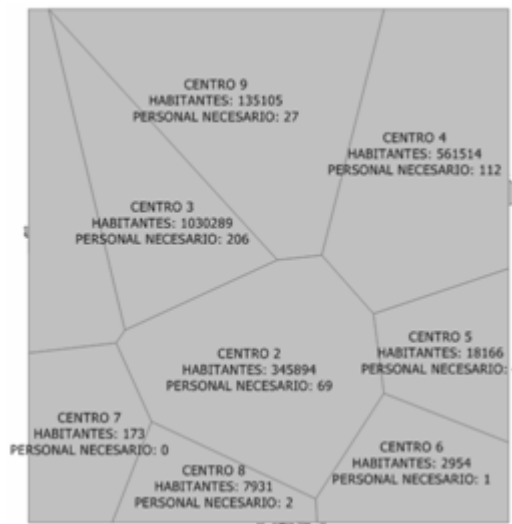 CENTRO 9
HABITANTES: 135105
PERSONAL NECESARIO: 27
CENTRO 4
HABITANTES: 561514
PERSONAL NECESARIO: 112
CENTRO 3
HABITANTES: 1030289
PERSONAL NECESARIO: 206
CENTRO 2
HABITANTES: 345894
PERSONAL NECESARIO: 69
CENTRO 5
HABITANTES: 18166
PERSONAL NECESARIO:
CENTRO 7
HABITANTES: 173
PERSONAL NECESARIO: 0
CENTRO 6
HABITANTES: 2954
PERSONAL NECESARIO: 1
CENTRO 8
HABITANTES: 7931
PERSONAL NECESARIO: 2